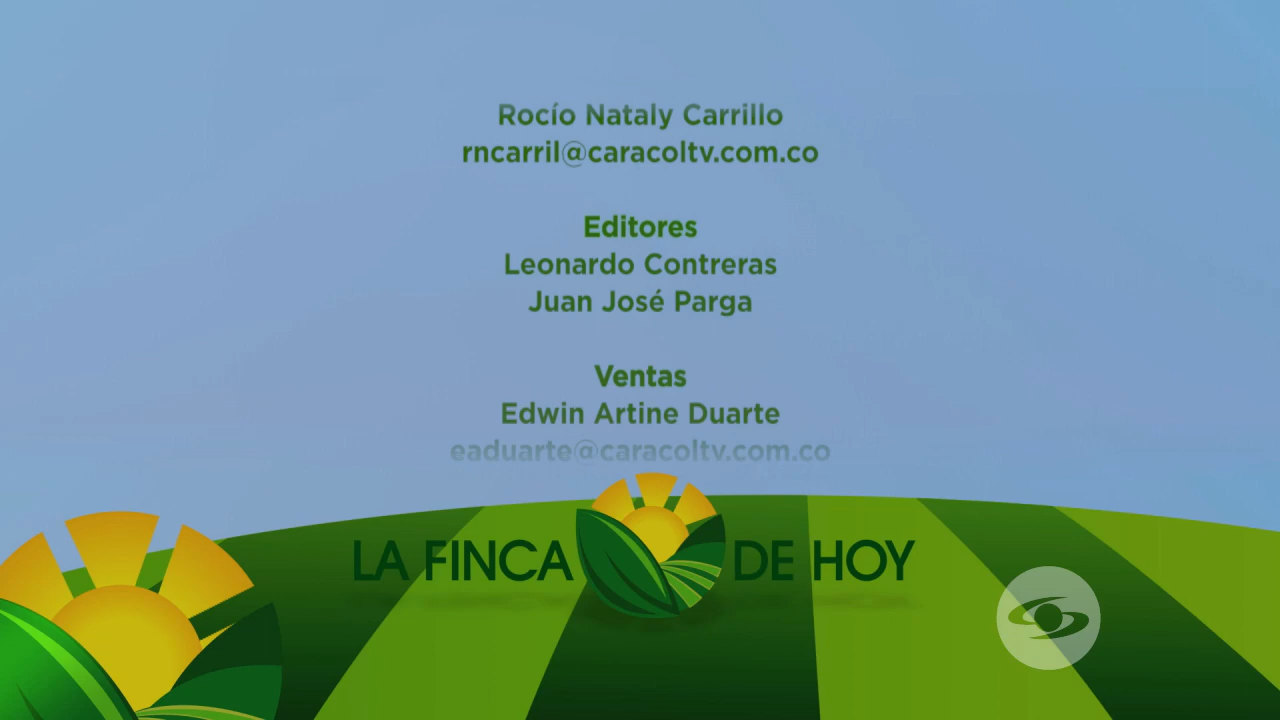 Rocío Nataly Carrillo
rncarril@caracoltv.com.co
Editores
Leonardo Contreras
Juan José Parga
Ventas
Edwin Artine Duarte
eaduarte@caracoltv.com.co
LA FINCA DE HOY